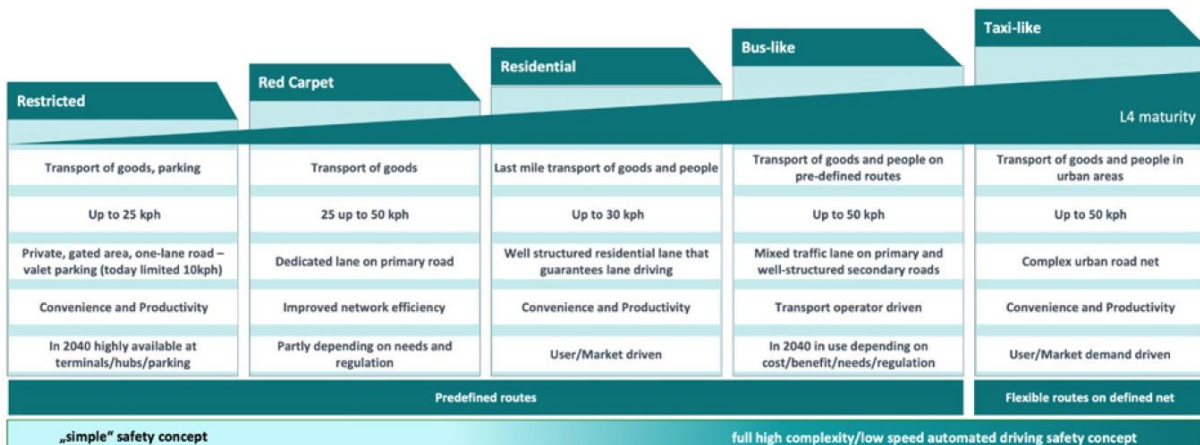 Restricted
Red Carpet
Residential
Bus-like
Taxi-like
L4 maturity
Transport of goods, parking
Transport of goods
Last mile transport of goods and people
Transport of goods and people on
pre-defined routes
Transport of goods and people in
urban areas
Up to 25 kph
25 up to 50 kph
Up to 30 kph
Up to 50 kph
Up to 50 kph
Private, gated area, one-lane road –
valet parking (today limited 10kph)
Dedicated lane on primary road
Well structured residential lane that
guarantees lane driving
Mixed traffic lane on primary and
well-structured secondary roads
Complex urban road net
Convenience and Productivity
Improved network efficiency
Convenience and Productivity
Transport operator driven
Convenience and Productivity
In 2040 highly available at
terminals/hubs/parking
Partly depending on needs and
regulation
User/Market driven
In 2040 in use depending on
cost/benefit/needs/regulation
User/Market demand driven
Predefined routes
Flexible routes on defined net
„simple“ safety concept
full high complexity/low speed automated driving safety concept